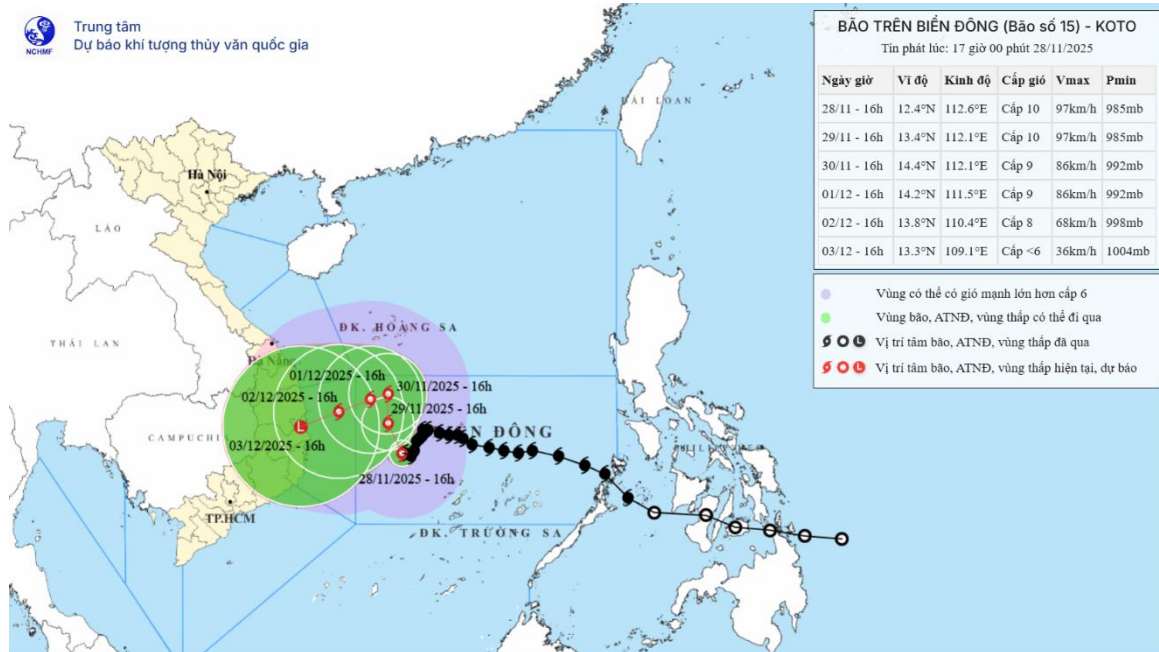 Trung tâm
Dự báo khí tượng thủy văn quốc gia
NCHMF
BÃO TRÊN BIỂN ĐÔNG (Bão số 15) - KOTO
Tin phát lúc: 17 giờ 00 phút 28/11/2025
Ngày giờ Vĩ độ Kinh độ Cấp gió Vmax Pmin
28/11 - 16h 12.4°N 112.6°E Cấp 10 97km/h 985mb
29/11 - 16h 13.4°N 112.1°E Cấp 10 97km/h 985mb
30/11 - 16h 14.4°N 112.1°E Cấp 9 86km/h 992mb
01/12 - 16h 14.2°N 111.5°E Cấp 9 86km/h 992mb
02/12 - 16h 13.8°N 110.4°E Cấp 8 68km/h 998mb
03/12 - 16h 13.3°N 109.1°E Cấp <6 36km/h 1004mb
Vùng có thể có gió mạnh lớn hơn cấp 6
Vùng bão, ATNĐ, vùng thấp có thể đi qua
Vị trí tâm bão, ATNĐ, vùng thấp đã qua
Vị trí tâm bão, ATNĐ, vùng thấp hiện tại, dự báo
ĐÀI LOAN
Hà Nội
LÀO
THÁI LAN
ĐK. HOÀNG SA
Đà Nẵng
01/12/2025 - 16h
30/11/2025 - 16h
02/12/2025 - 16h
29/11/2025 - 16h
ĐÔNG
CAMPUCHI
03/12/2025 - 16h
28/11/2025 - 16h
TP.HCM
ĐK. TRƯỜNG SA
L